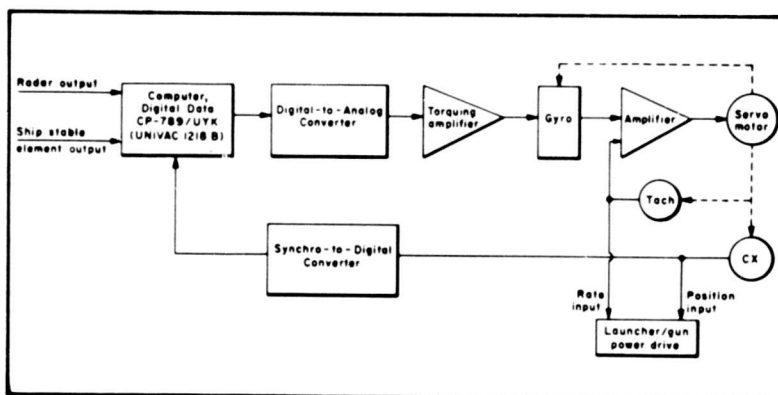 Radar output
Ship stable
element output
Computer,
Digital Data
CP-789/UYK
(UNIVAC 1218 B)
Digital-to-Analog
Converter
Torquing
amplifier
Gyro
Amplifier
Servo
motor
Tach
Synchro-to-Digital
Converter
CX
Rate
input
Position
input
Launcher/gun
power drive